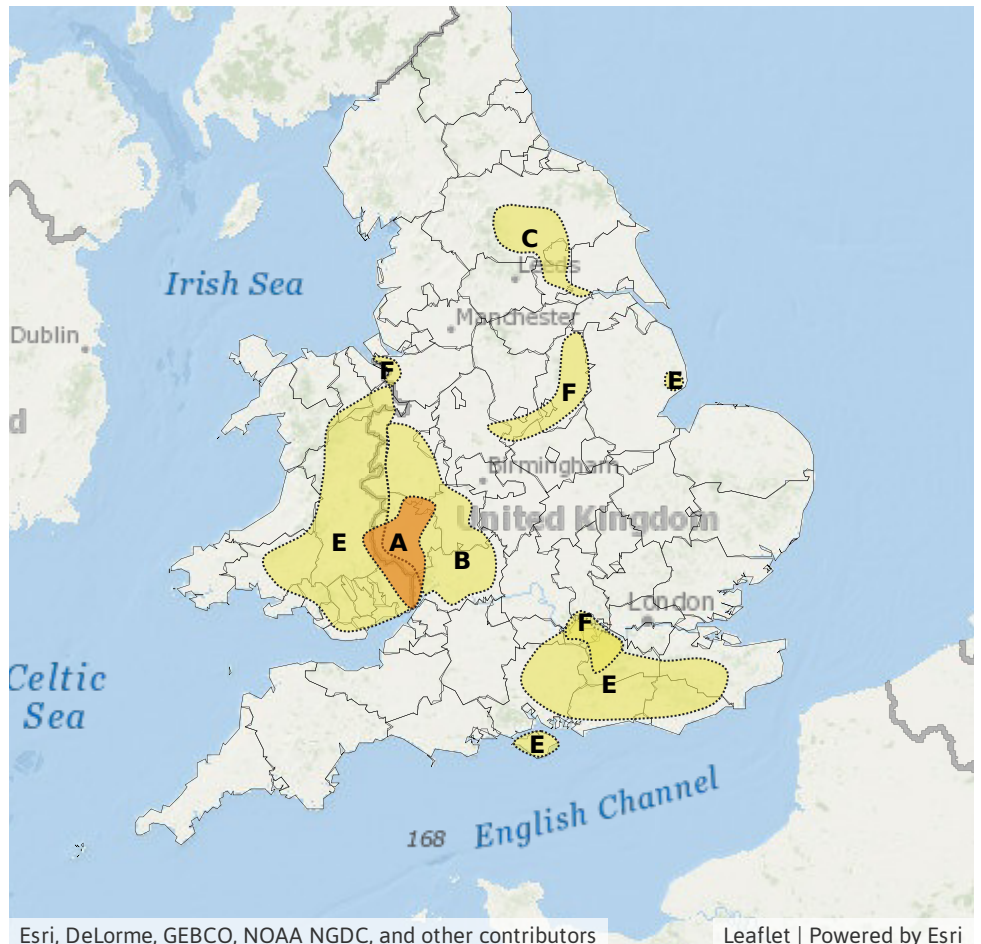 C
Leeds
Irish Sea
Manchester
Dublin
F
E
F
d
Birmingham
United Kingdom
E
A
B
London
F
Celtic
Sea
E
E
English Channel
168
Esri, DeLorme, GEBCO, NOAA NGDC, and other contributors
Leaflet | Powered by Esri